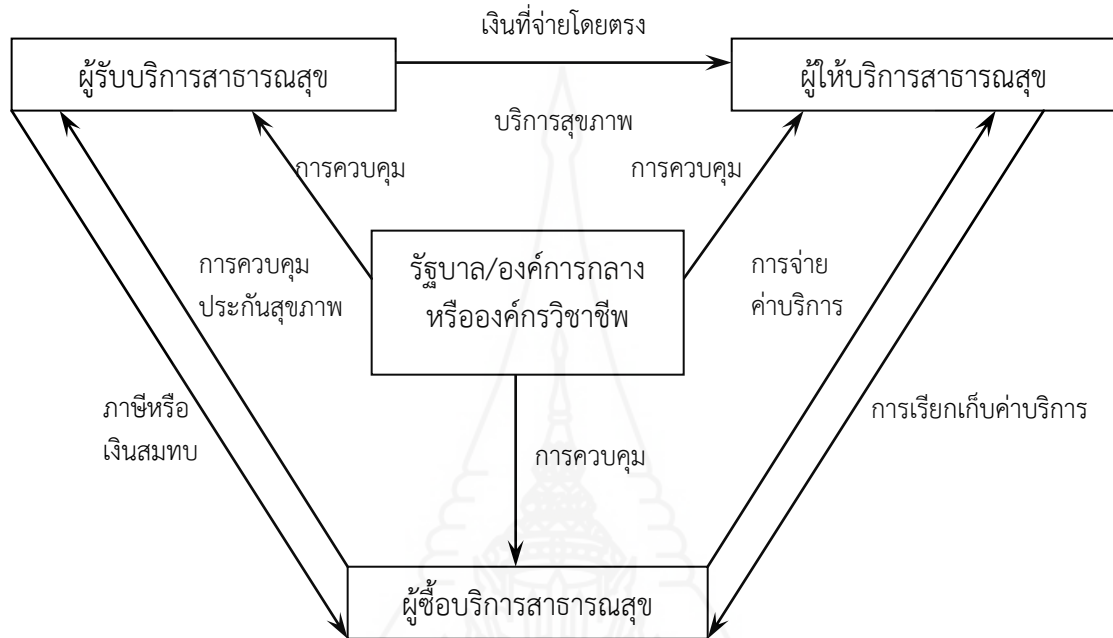 เงินที่จ่ายโดยตรง
ผู้รับบริการสาธารณสุข
ผู้ให้บริการสาธารณสุข
บริการสุขภาพ
การควบคุม
การควบคุม
การควบคุม
ประกันสุขภาพ
รัฐบาล/องค์การกลาง
หรือองค์กรวิชาชีพ
การจ่าย
ค่าบริการ
ภาษีหรือ
เงินสมทบ
การเรียกเก็บค่าบริการ
การควบคุม
ผู้ซื้อบริการสาธารณสุข